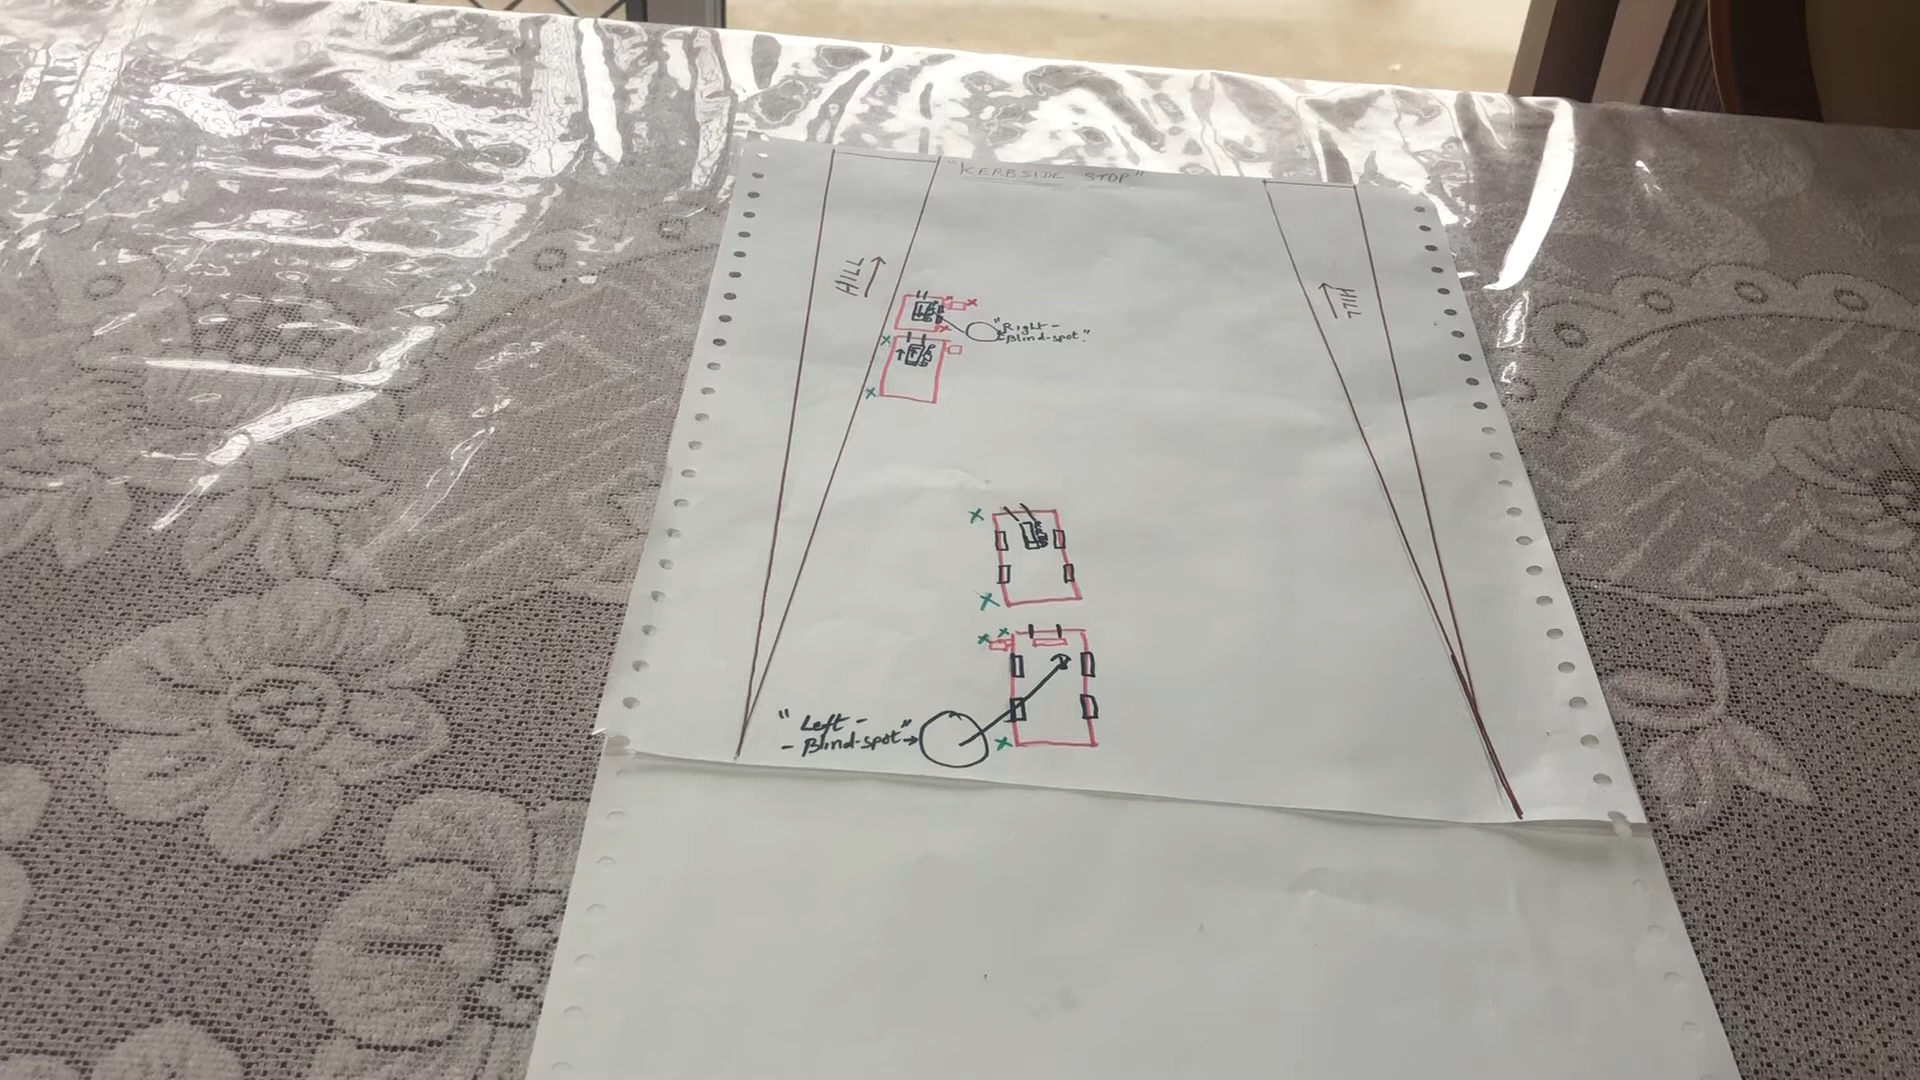 "KERBSIDE STOP"
HILL
HILL
"Right-
-Blind-spot".
"Left-
-Blind-spot"